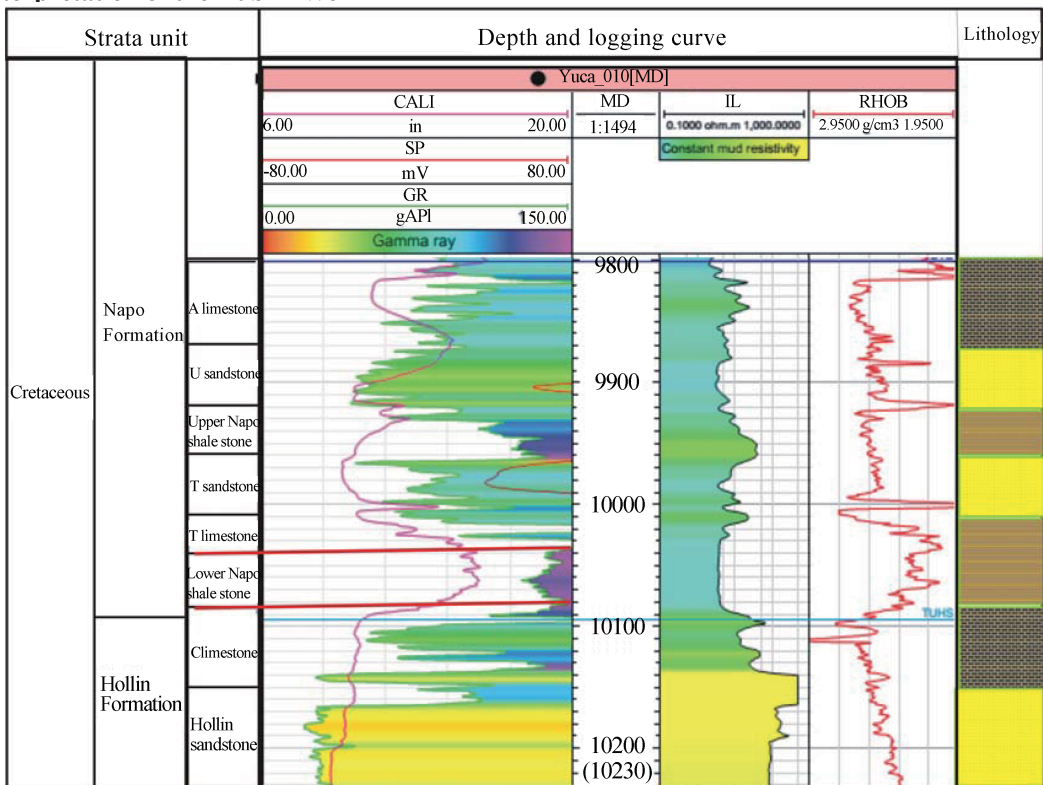 Strata unit
Depth and logging curve
Lithology
Yuca_010[MD]
CALI
MD
IL
RHOB
6.00
in
20.00
1:1494
0.1000 ohm.m 1,000.0000
2.9500 g/cm3 1.9500
SP
Constant mud resistivity
-80.00
mV
80.00
GR
0.00
gAPl
150.00
Gamma ray
9800
Napo
Formation
A limestone
U sandstone
9900
Cretaceous
Upper Napo
shale stone
T sandstone
10000
T limestone
Lower Napo
shale stone
TUHS
10100
Climestone
Hollin
Formation
Hollin
sandstone
10200
(10230)